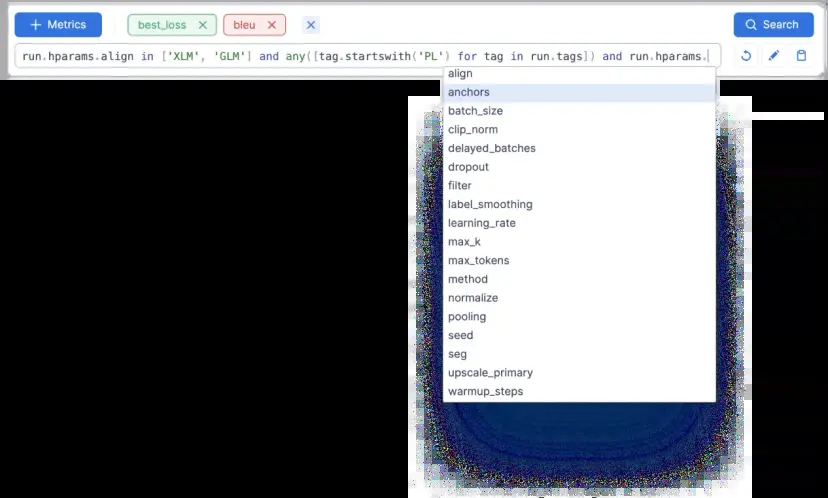 Metrics best_loss bleu Search
run.hparams.align in ['XLM', 'GLM'] and any([tag.startswith('PL') for tag in run.tags]) and run.hparams.
align
anchors
batch_size
clip_norm
delayed_batches
dropout
filter
label_smoothing
learning_rate
max_k
max_tokens
method
normalize
pooling
seed
seg
upscale_primary
warmup_steps